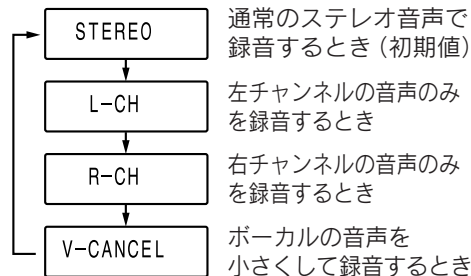 STEREO
通常のステレオ音声で
録音するとき（初期値）
L-CH
左チャンネルの音声のみ
を録音するとき
R-CH
右チャンネルの音声のみ
を録音するとき
V-CANCEL
ボーカルの音声を
小さくして録音するとき